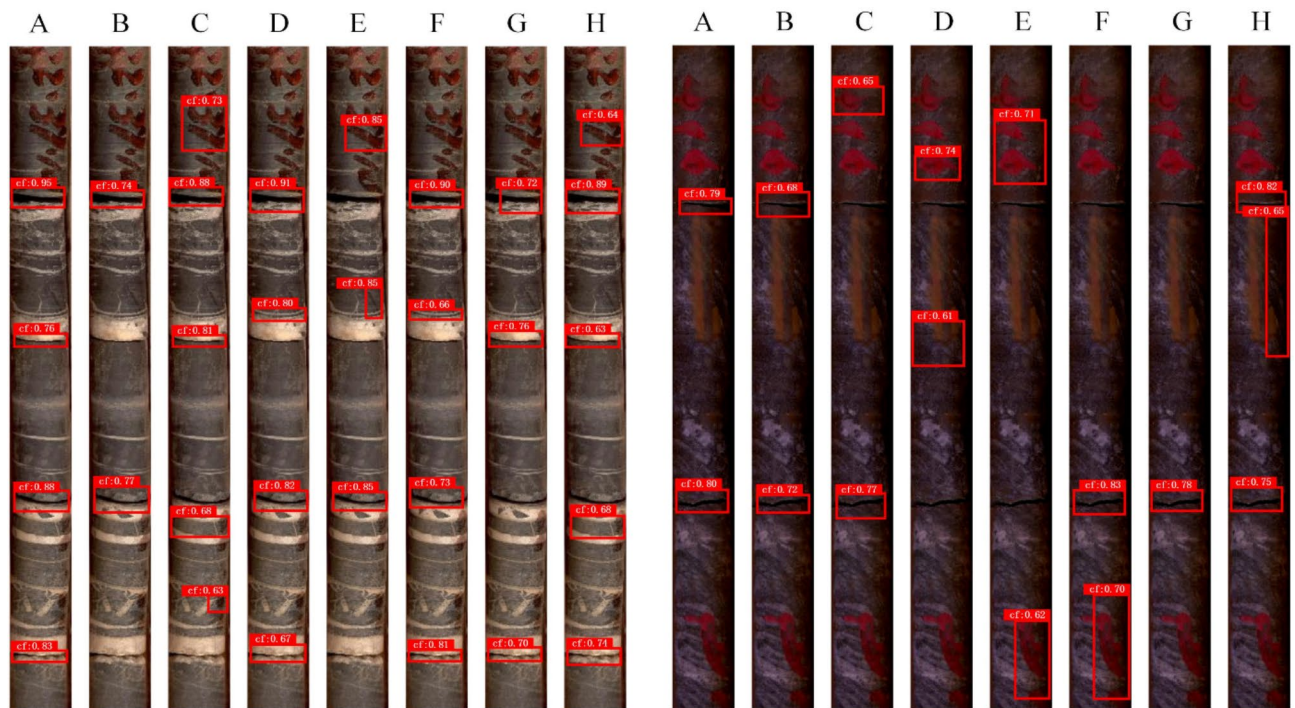 A B C D E F G H A B C D E F G H
cf:0.65
cf:0.73
cf:0.64
cf:0.85
cf:0.71
cf:0.74
cf:0.95 cf:0.74 cf:0.88 cf:0.91 cf:0.90 cf:0.72 cf:0.89
cf:0.79 cf:0.68 cf:0.82
cf:0.65
cf:0.85
cf:0.80 cf:0.66
cf:0.61
cf:0.76 cf:0.81 cf:0.76 cf:0.63
cf:0.88 cf:0.77 cf:0.82 cf:0.85 cf:0.73 cf:0.80 cf:0.72 cf:0.77 cf:0.83 cf:0.78 cf:0.75
cf:0.68 cf:0.68
cf:0.63 cf:0.70
cf:0.62
cf:0.83 cf:0.67 cf:0.81 cf:0.70 cf:0.74